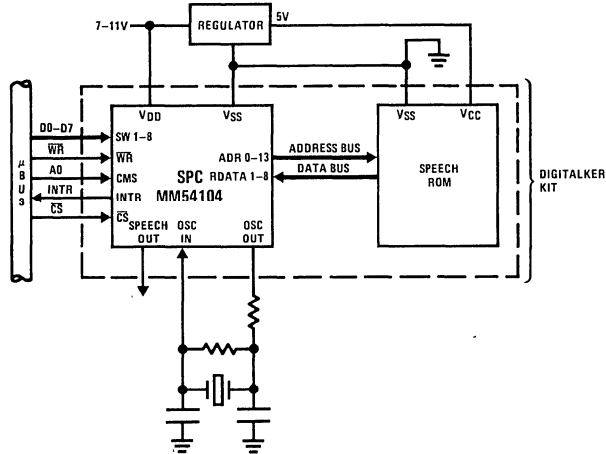 7-11V
REGULATOR
5V
VDD
VSS
VSS
VCC
μBUS
D0-D7
WR
A0
INTR
CS
SW 1-8
WR
CMS
INTR
CS
SPC
MM54104
ADR 0-13
RDATA 1-8
SPEECH OUT
OSC IN
OSC OUT
ADDRESS BUS
DATA BUS
SPEECH
ROM
DIGITALKER
KIT